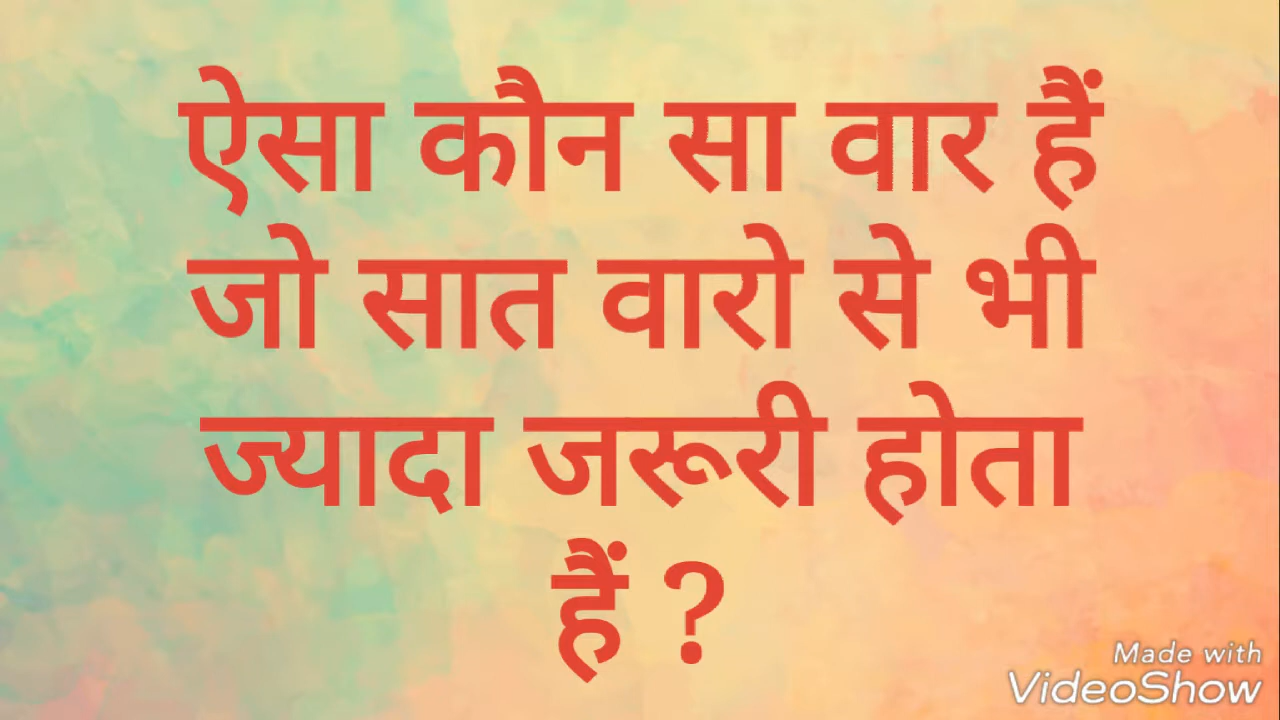 ऐसा कौन सा वार हैं
जो सात वारो से भी
ज्यादा जरूरी होता
हैं ?
Made with
VideoShow